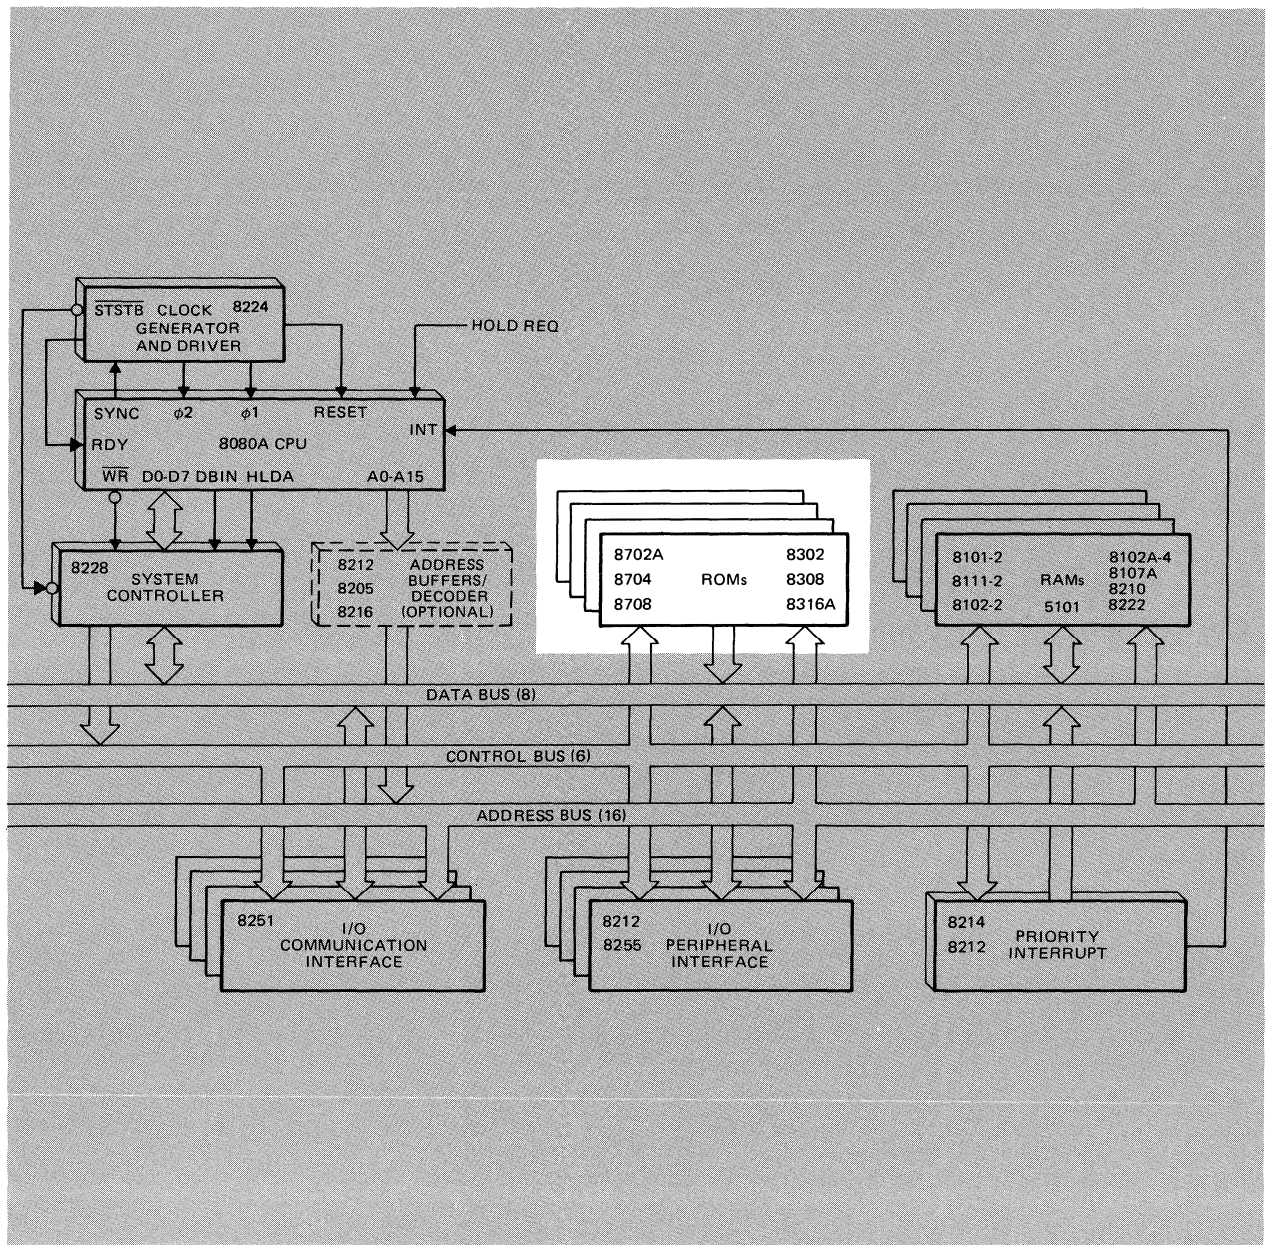 STSTB CLOCK 8224
GENERATOR
AND DRIVER
HOLD REQ
SYNC φ2 φ1 RESET
INT
RDY 8080A CPU
WR D0-D7 DBIN HLDA A0-A15
8228
SYSTEM
CONTROLLER
8212 ADDRESS
BUFFERS/
8205 DECODER
8216 (OPTIONAL)
8702A 8302
8704 ROMs 8308
8708 8316A
8101-2 8102A-4
8111-2 RAMs 8107A
8210
8102-2 5101 8222
DATA BUS (8)
CONTROL BUS (6)
ADDRESS BUS (16)
8251
I/O
COMMUNICATION
INTERFACE
8212 I/O
8255 PERIPHERAL
INTERFACE
8214
PRIORITY
8212 INTERRUPT